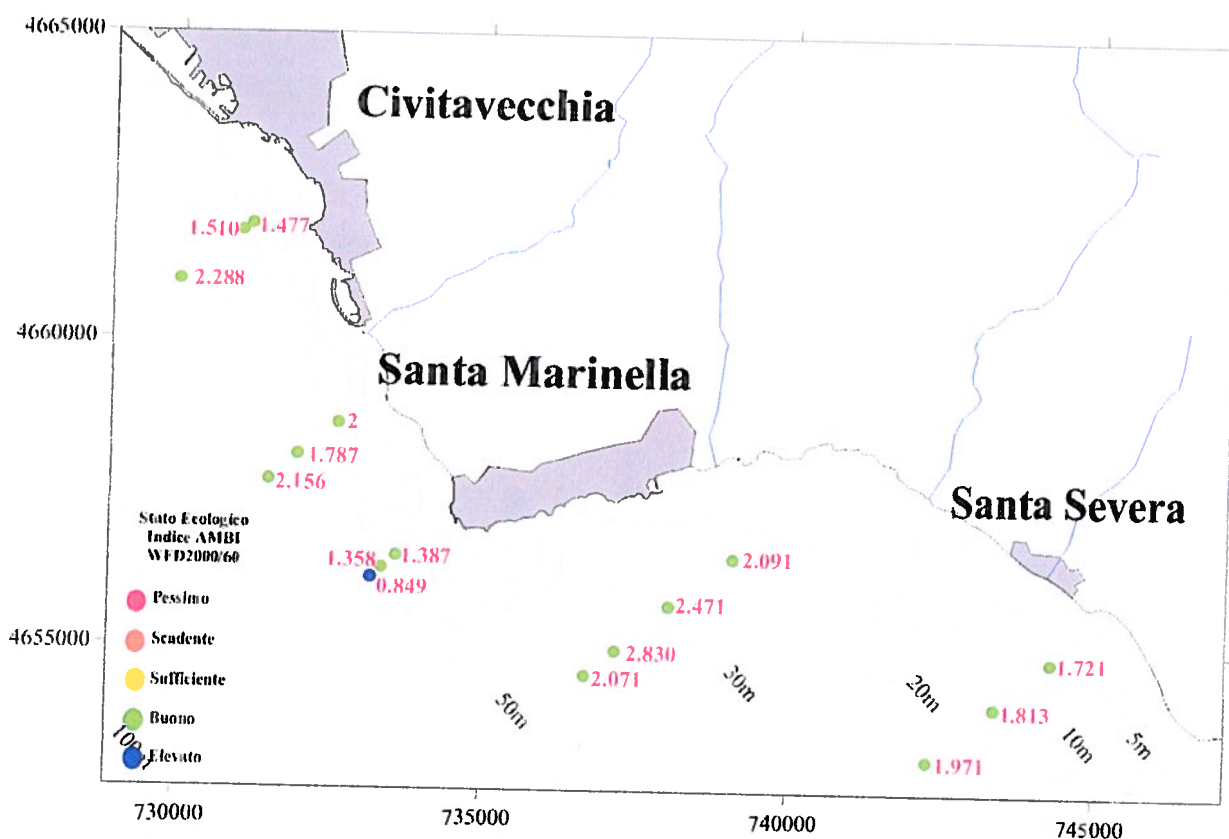 4665000
Civitavecchia
1.510
1.477
2.288
4660000
Santa Marinella
2
1.787
2.156
Santa Severa
Stato Ecologico
Indice AMBI
WFD2000/60
1.358
1.387
0.849
2.091
Pessimo
2.471
4655000
Scadente
2.830
1.721
Sufficiente
2.071
50m
30m
20m
1.813
Buono
10m
5m
Elevato
1.971
730000
735000
740000
745000